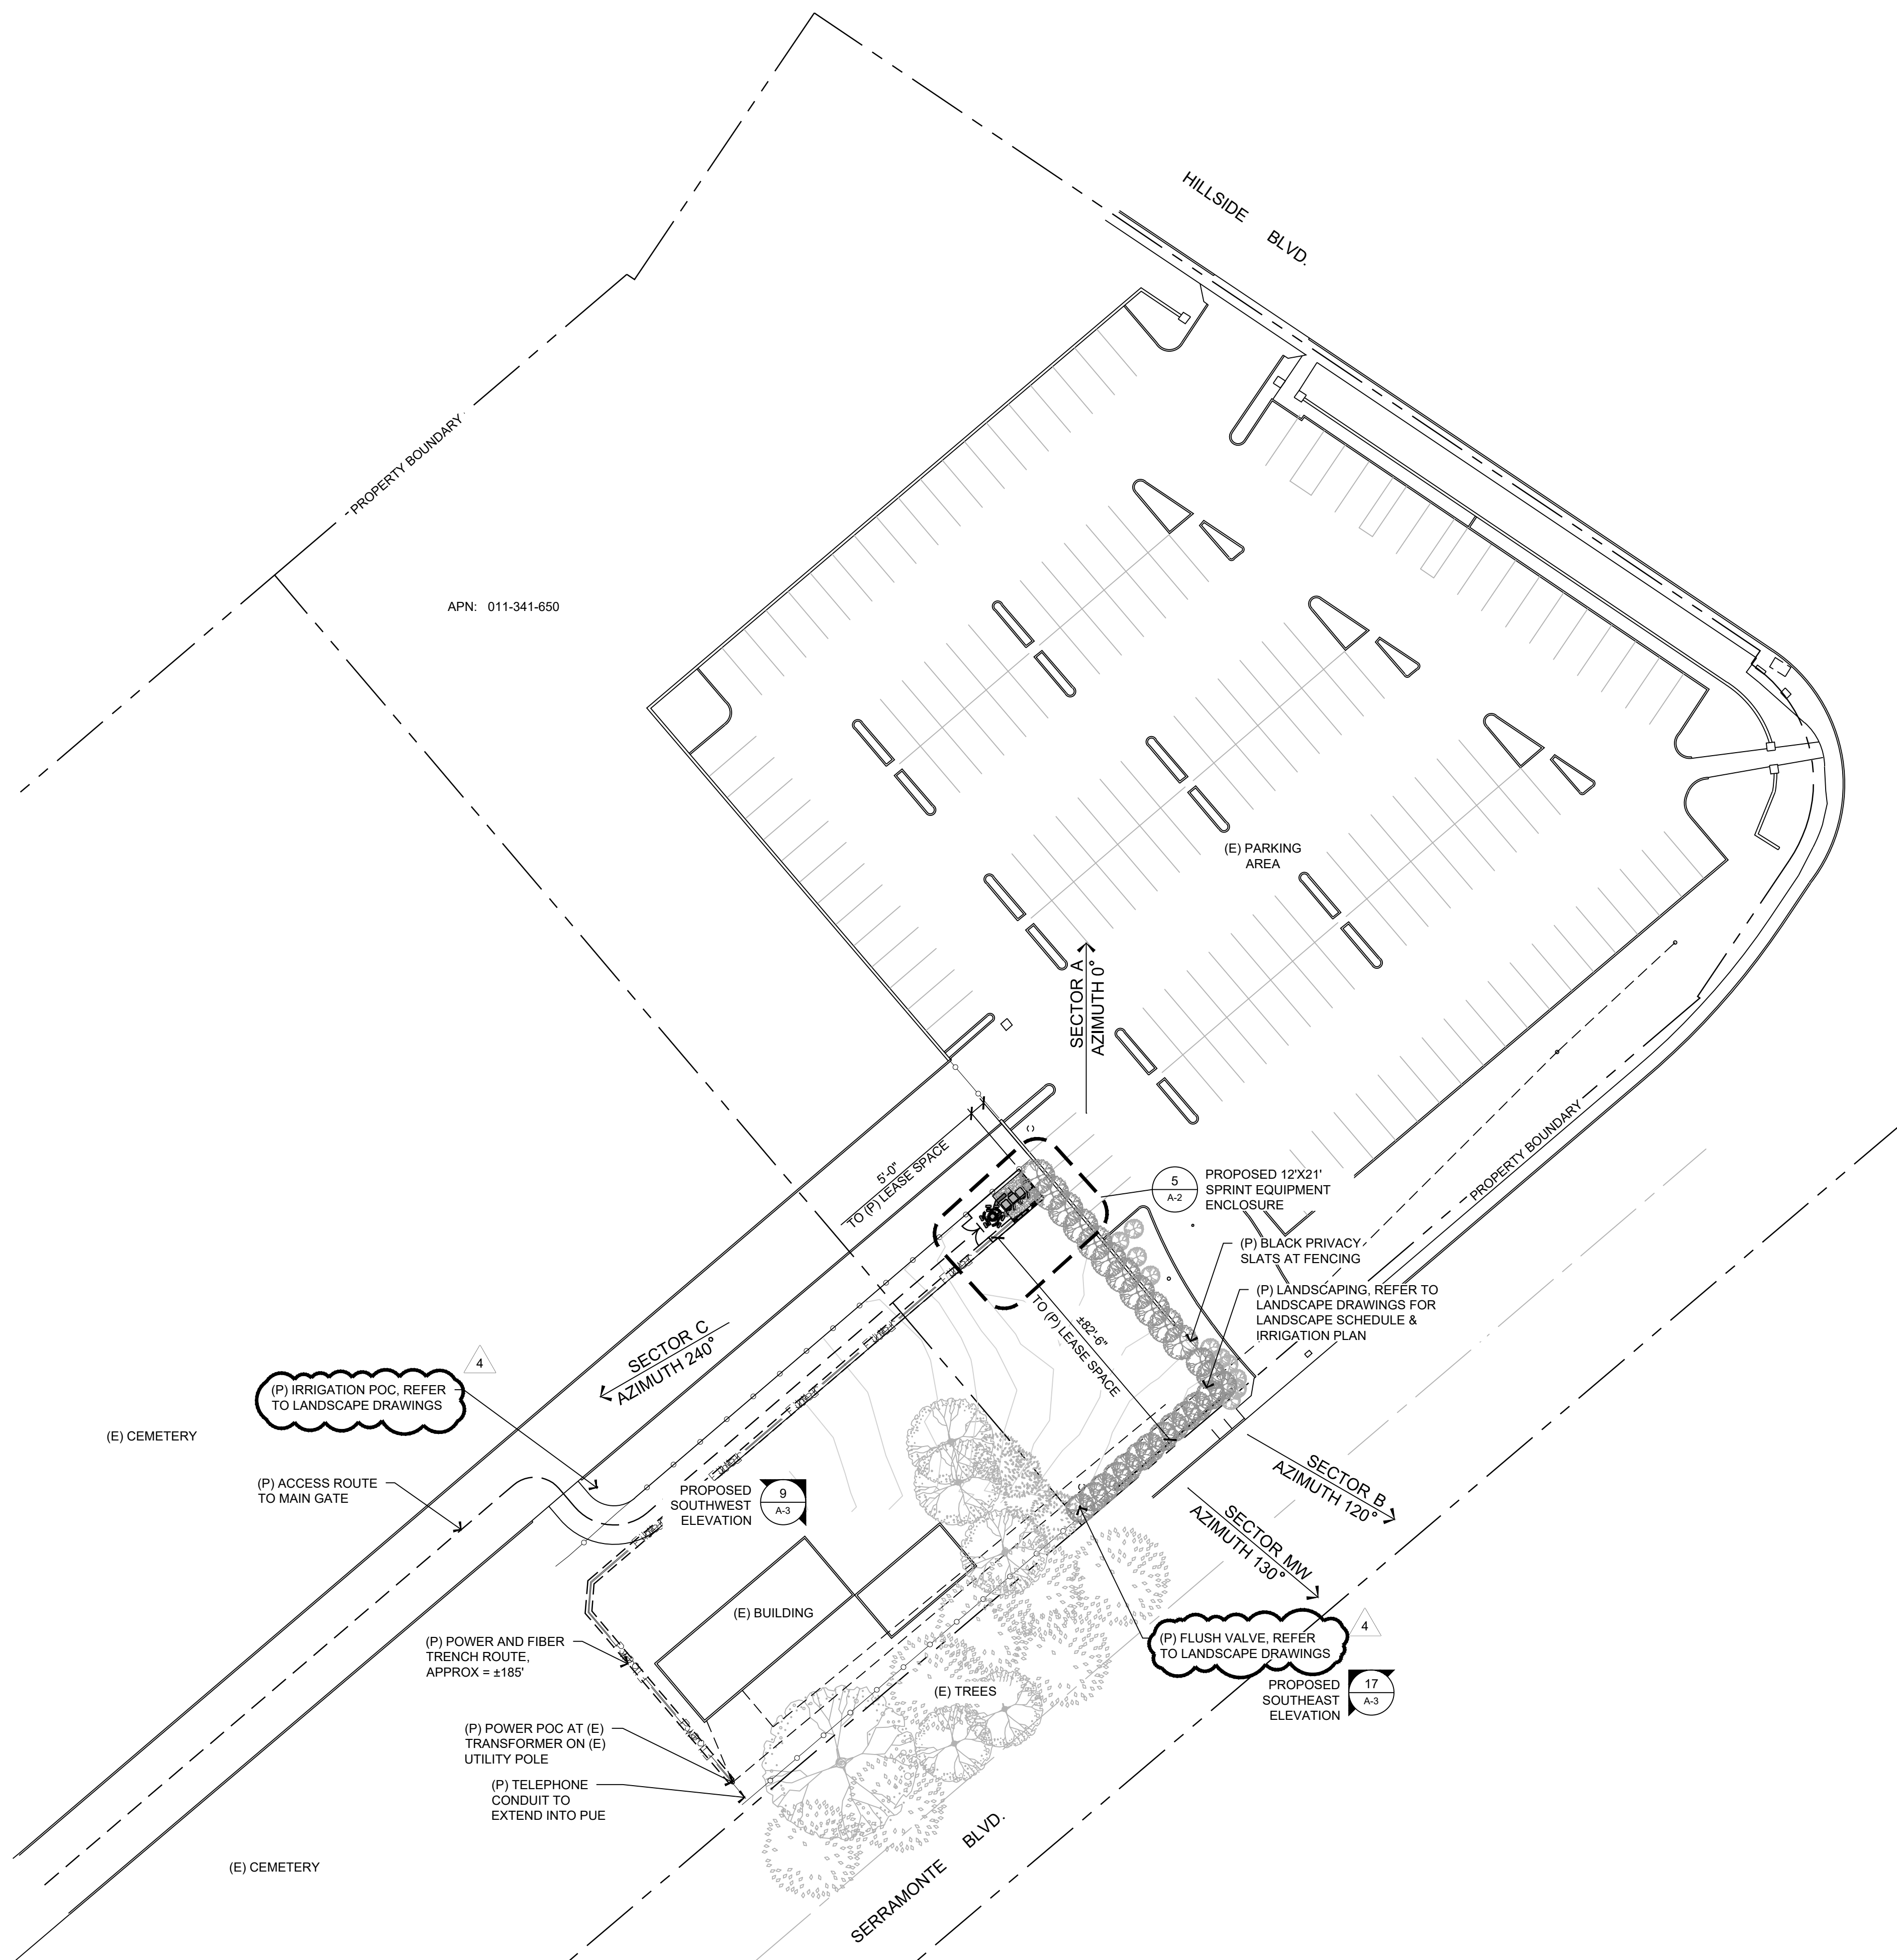 HILLSIDE BLVD.
PROPERTY BOUNDARY
APN: 011-341-650
(E) PARKING
AREA
SECTOR A
AZIMUTH 0°
5'-0"
TO (P) LEASE SPACE
5
A-2
PROPOSED 12'X21'
SPRINT EQUIPMENT
ENCLOSURE
PROPERTY BOUNDARY
(P) BLACK PRIVACY
SLATS AT FENCING
(P) LANDSCAPING, REFER TO
LANDSCAPE DRAWINGS FOR
LANDSCAPE SCHEDULE &
IRRIGATION PLAN
±82'-6"
TO (P) LEASE SPACE
SECTOR C
AZIMUTH 240°
4
(P) IRRIGATION POC, REFER
TO LANDSCAPE DRAWINGS
(E) CEMETERY
(P) ACCESS ROUTE
TO MAIN GATE
PROPOSED
SOUTHWEST
ELEVATION
9
A-3
SECTOR B
AZIMUTH 120°
SECTOR MW
AZIMUTH 130°
(E) BUILDING
(P) POWER AND FIBER
TRENCH ROUTE,
APPROX = ±185'
4
(P) FLUSH VALVE, REFER
TO LANDSCAPE DRAWINGS
PROPOSED
SOUTHEAST
ELEVATION
17
A-3
(E) TREES
(P) POWER POC AT (E)
TRANSFORMER ON (E)
UTILITY POLE
(P) TELEPHONE
CONDUIT TO
EXTEND INTO PUE
(E) CEMETERY
SERRAMONTE BLVD.